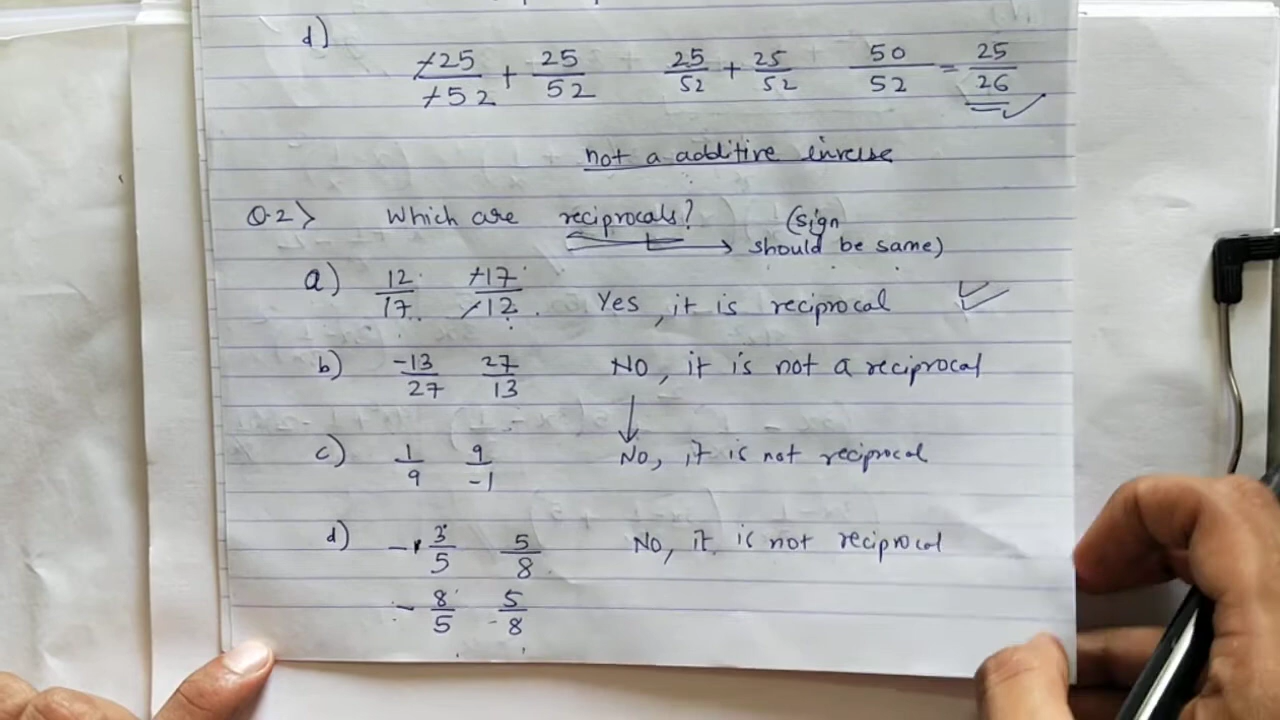 d)
-25/-52 + 25/52 25/52 + 25/52 50/52 = 25/26
not a additive inverse
Q.2> Which are reciprocals? (sign
should be same)
a) 12/17 -17/-12 Yes, it is reciprocal
b) -13/27 27/13 NO, it is not a reciprocal
c) 1/9 9/-1 No, it is not reciprocal
d) -1 3/5 5/8 No, it is not reciprocal
- 8/5 5/8